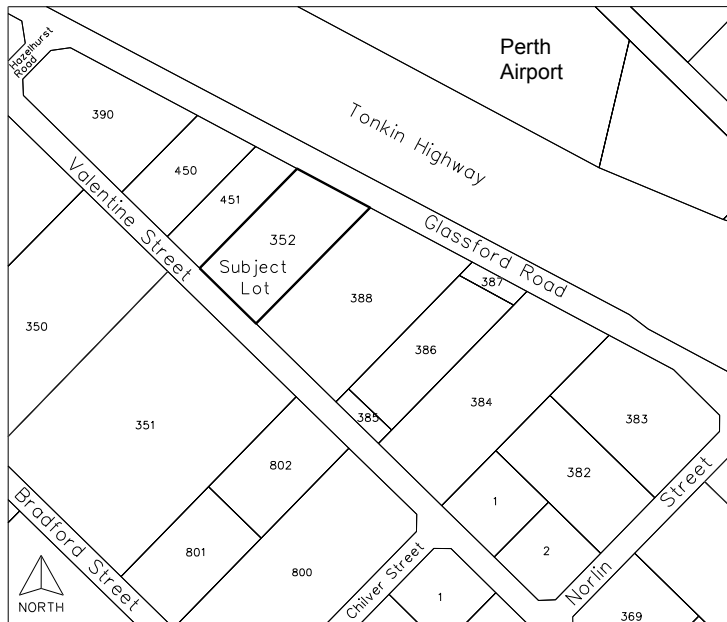 Hazelhurst
Road
Perth
Airport
Tonkin Highway
390
450
451
352
Subject
Lot
Valentine Street
Glassford Road
387
388
350
386
385
384
383
351
382
802
1
Bradford Street
801
800
2
Norlin Street
Chilver Street
NORTH
1
369